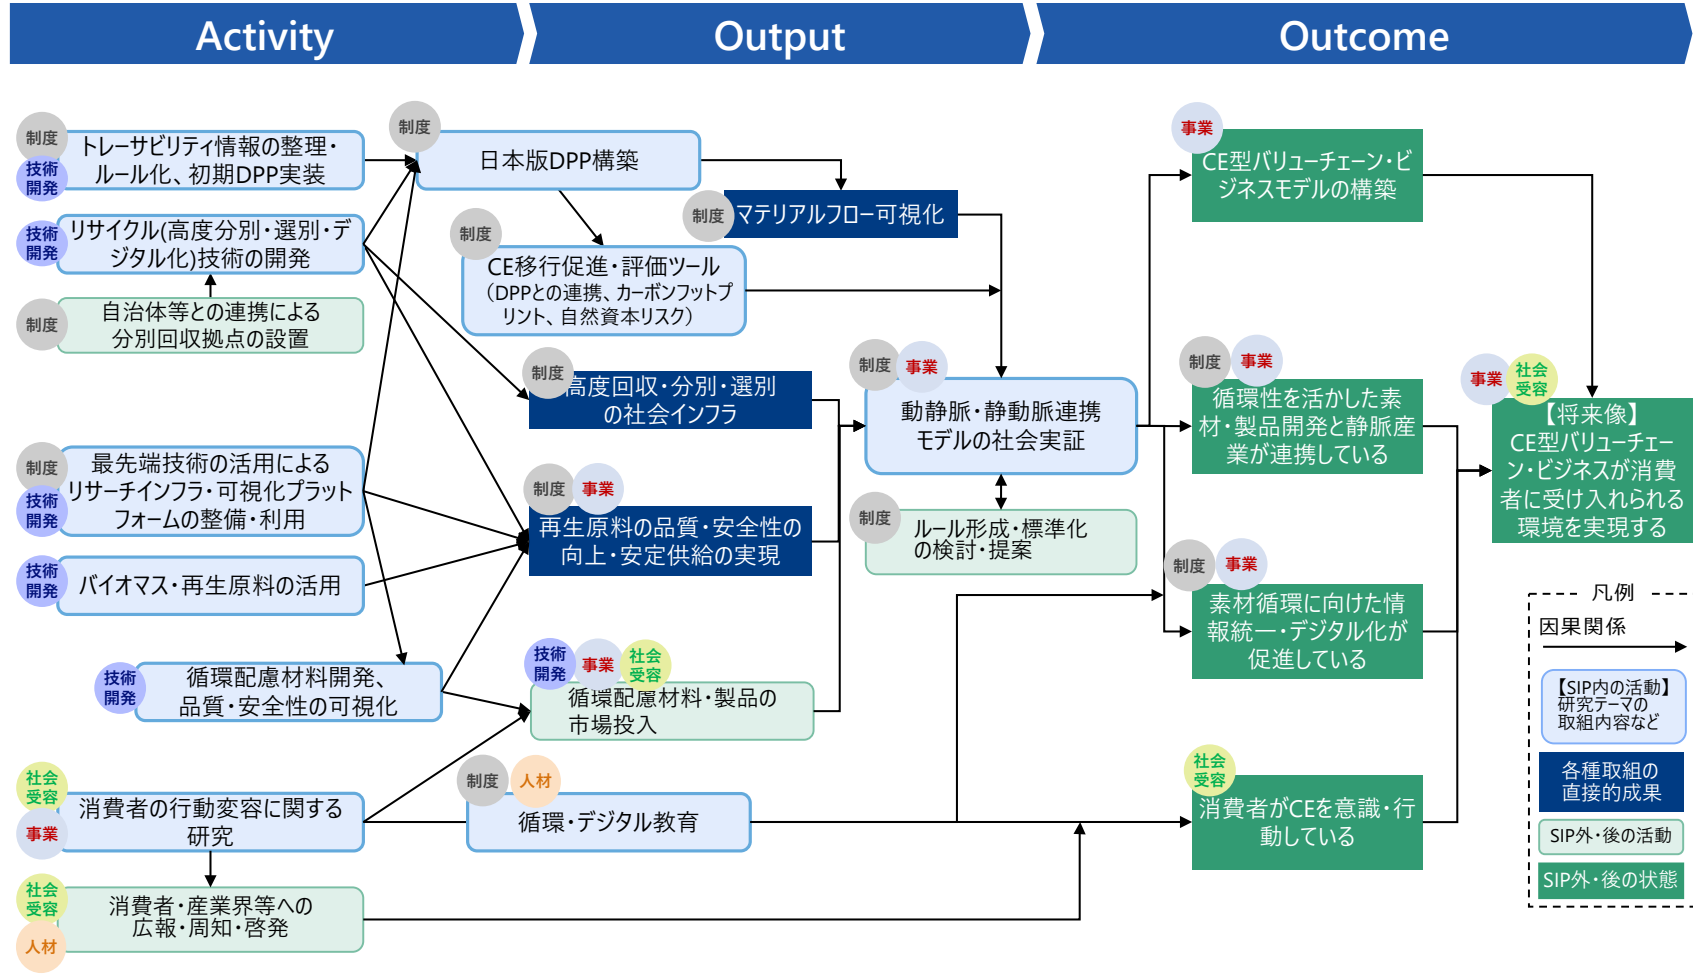 Activity
Output
Outcome
制度
技術
開発
トレーサビリティ情報の整理・
ルール化、初期DPP実装
技術
開発
リサイクル(高度分別・選別・デ
ジタル化)技術の開発
制度
自治体等との連携による
分別回収拠点の設置
制度
技術
開発
最先端技術の活用による
リサーチインフラ・可視化プラット
フォームの整備・利用
技術
開発
バイオマス・再生原料の活用
技術
開発
循環配慮材料開発、
品質・安全性の可視化
社会
受容
事業
消費者の行動変容に関する
研究
社会
受容
人材
消費者・産業界等への
広報・周知・啓発
制度
日本版DPP構築
制度
マテリアルフロー可視化
制度
CE移行促進・評価ツール
（DPPとの連携、カーボンフットプ
リント、自然資本リスク）
制度
高度回収・分別・選別
の社会インフラ
制度
事業
再生原料の品質・安全性の
向上・安定供給の実現
技術
開発
事業
社会
受容
循環配慮材料・製品の
市場投入
制度
人材
循環・デジタル教育
制度
事業
動静脈・静動脈連携
モデルの社会実証
制度
ルール形成・標準化
の検討・提案
事業
CE型バリューチェーン・ビ
ジネスモデルの構築
制度
事業
循環性を活かした素
材・製品開発と静脈産
業が連携している
制度
事業
素材循環に向けた情
報統一・デジタル化が
促進している
社会
受容
消費者がCEを意識・行
動している
事業
社会
受容
【将来像】
CE型バリューチェー
ン・ビジネスが消費
者に受け入れられる
環境を実現する
凡例
因果関係
【SIP内の活動】
研究テーマの
取組内容など
各種取組の
直接的成果
SIP外・後の活動
SIP外・後の状態